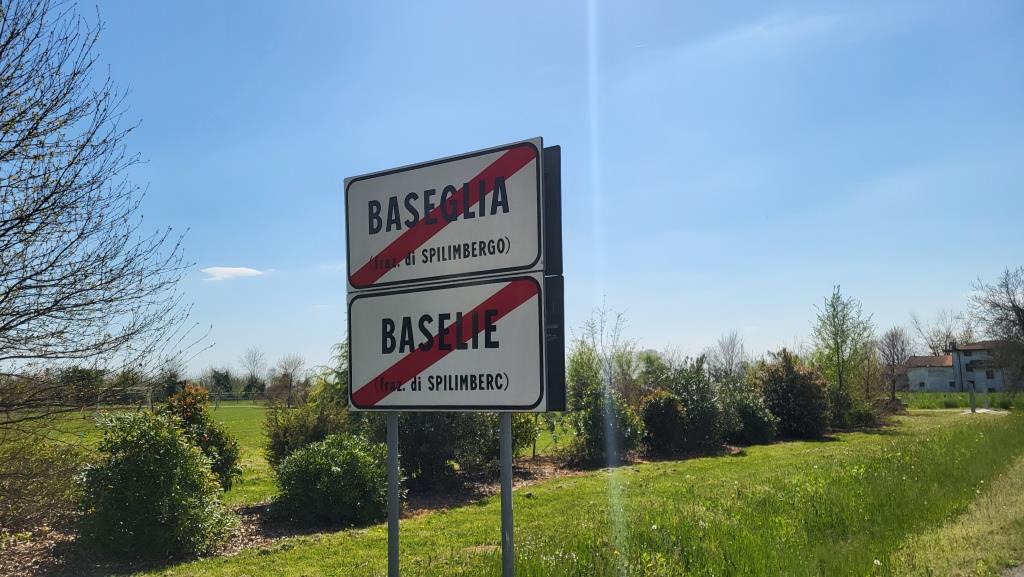 BASEGLIA
(fraz. di SPILIMBERGO)
BASELIE
(fraz. di SPILIMBERC)